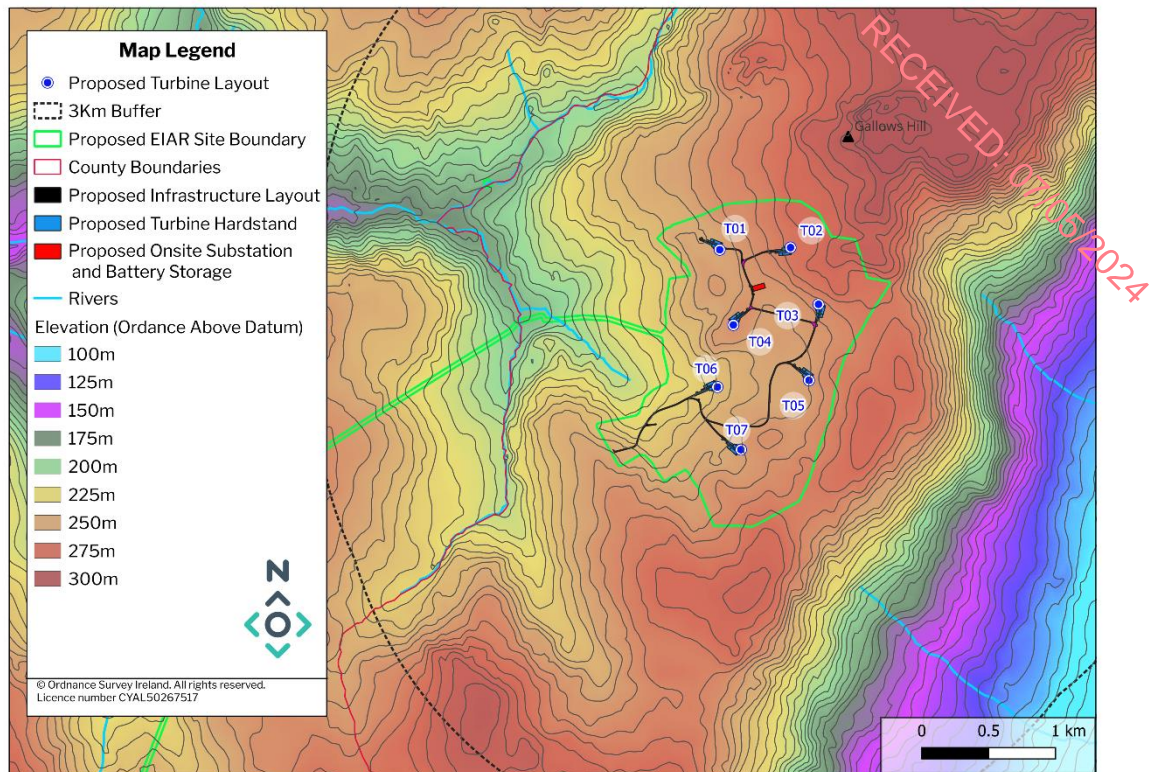 Map Legend
Proposed Turbine Layout
3Km Buffer
Proposed EIAR Site Boundary
County Boundaries
Proposed Infrastructure Layout
Proposed Turbine Hardstand
Proposed Onsite Substation
and Battery Storage
Rivers
Elevation (Ordance Above Datum)
100m
125m
150m
175m
200m
225m
250m
275m
300m
N
© Ordnance Survey Ireland. All rights reserved.
Licence number CYAL50267517
RECEIVED: 07/05/2024
Gallows Hill
T01
T02
T03
T04
T06
T05
T07
0 0.5 1 km